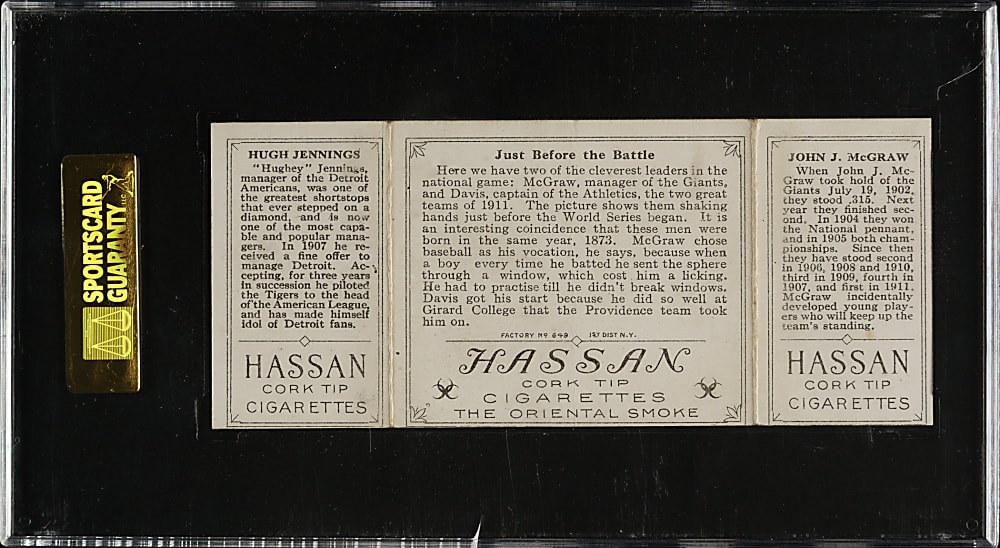 SPORTSCARD
GUARANTY LLC
HUGH JENNINGS
"Hughey" Jennings,
manager of the Detroit
Americans, was one of
the greatest shortstops
that ever stepped on a
diamond, and is now
one of the most capa-
ble and popular mana-
gers. In 1907 he re-
ceived a fine offer to
manage Detroit. Ac-
cepting, for three years
in succession he piloted
the Tigers to the head
of the American League,
and has made himself
idol of Detroit fans.
HASSAN
CORK TIP
CIGARETTES
Just Before the Battle
Here we have two of the cleverest leaders in the
national game: McGraw, manager of the Giants,
and Davis, captain of the Athletics, the two great
teams of 1911. The picture shows them shaking
hands just before the World Series began. It is
an interesting coincidence that these men were
born in the same year, 1873. McGraw chose
baseball as his vocation, he says, because when
a boy every time he batted he sent the sphere
through a window, which cost him a licking.
He had to practise till he didn't break windows.
Davis got his start because he did so well at
Girard College that the Providence team took
him on.
FACTORY No 649 1ST DIST N.Y.
HASSAN
CORK TIP
CIGARETTES
THE ORIENTAL SMOKE
JOHN J. McGRAW
When John J. Mc-
Graw took hold of the
Giants July 19, 1902,
they stood .315. Next
year they finished sec-
ond. In 1904 they won
the National pennant,
and in 1905 both cham-
pionships. Since then
they have stood second
in 1906, 1908 and 1910,
third in 1909, fourth in
1907, and first in 1911.
McGraw incidentally
developed young play-
ers who will keep up the
team's standing.
HASSAN
CORK TIP
CIGARETTES